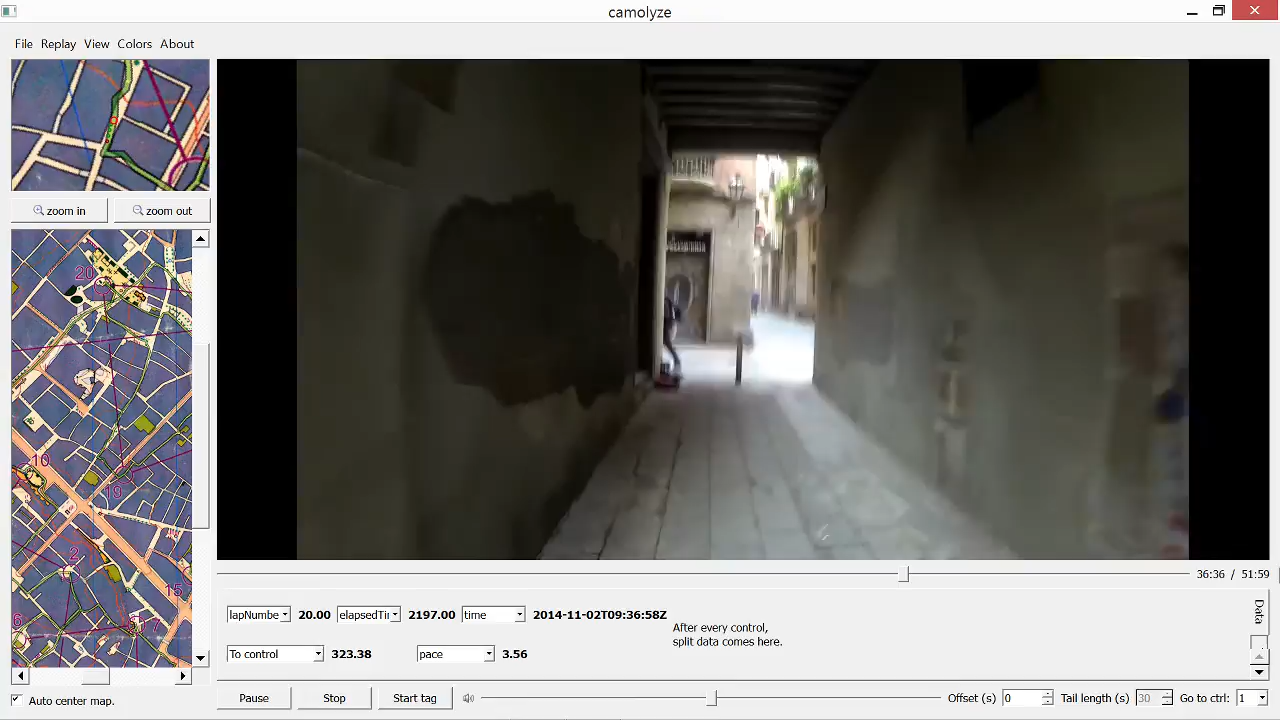 camolyze
File Replay View Colors About
zoom in zoom out
20
10
19
2
15
6
7
36:36 / 51:59
lapNumbe 20.00 elapsedTi 2197.00 time 2014-11-02T09:36:58Z
After every control,
split data comes here.
Data
To control 323.38 pace 3.56
Auto center map.
Pause Stop Start tag Offset (s) 0 Tail length (s) 30 Go to ctrl: 1